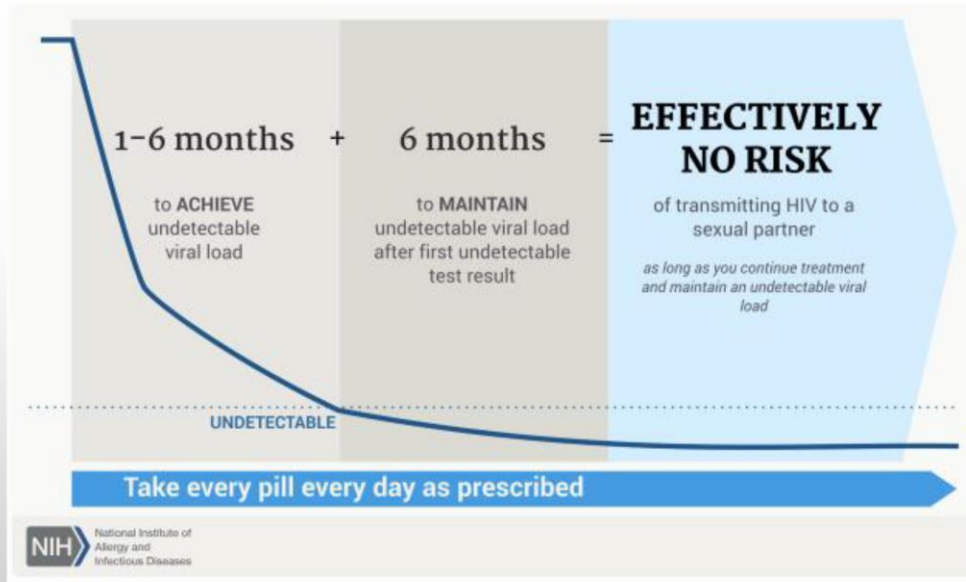 1-6 months
to ACHIEVE
undetectable
viral load
+
6 months
to MAINTAIN
undetectable viral load
after first undetectable
test result
=
EFFECTIVELY
NO RISK
of transmitting HIV to a
sexual partner
as long as you continue treatment
and maintain an undetectable viral
load
UNDETECTABLE
Take every pill every day as prescribed
NIH
National Institute of
Allergy and
Infectious Diseases